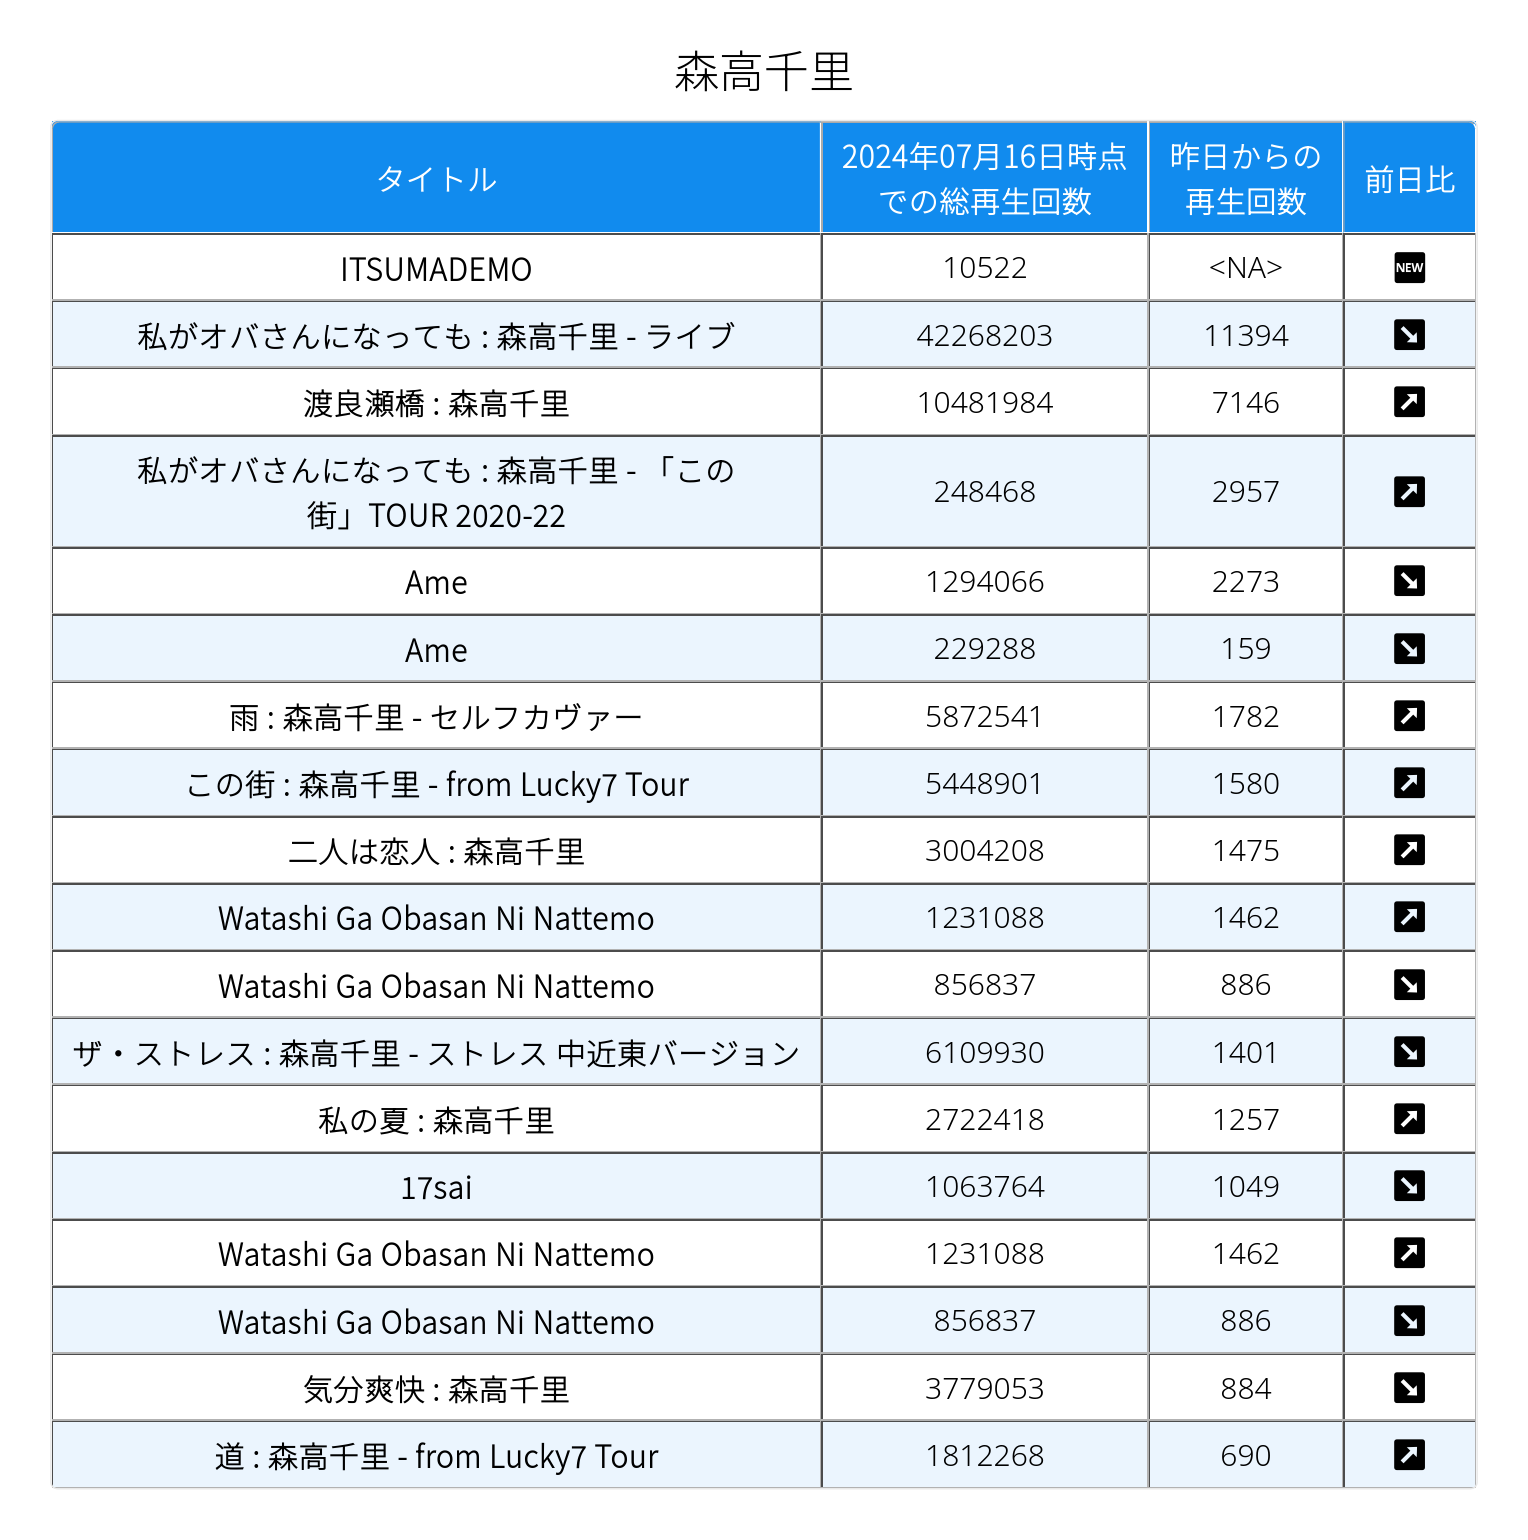 森高千里
タイトル 2024年07月16日時点での総再生回数 昨日からの再生回数 前日比
ITSUMADEMO 10522 <NA> NEW
私がオバさんになっても : 森高千里 - ライブ 42268203 11394
渡良瀬橋 : 森高千里 10481984 7146
私がオバさんになっても : 森高千里 - 「この
街」TOUR 2020-22 248468 2957
Ame 1294066 2273
Ame 229288 159
雨 : 森高千里 - セルフカヴァー 5872541 1782
この街 : 森高千里 - from Lucky7 Tour 5448901 1580
二人は恋人 : 森高千里 3004208 1475
Watashi Ga Obasan Ni Nattemo 1231088 1462
Watashi Ga Obasan Ni Nattemo 856837 886
ザ・ストレス : 森高千里 - ストレス 中近東バージョン 6109930 1401
私の夏 : 森高千里 2722418 1257
17sai 1063764 1049
Watashi Ga Obasan Ni Nattemo 1231088 1462
Watashi Ga Obasan Ni Nattemo 856837 886
気分爽快 : 森高千里 3779053 884
道 : 森高千里 - from Lucky7 Tour 1812268 690